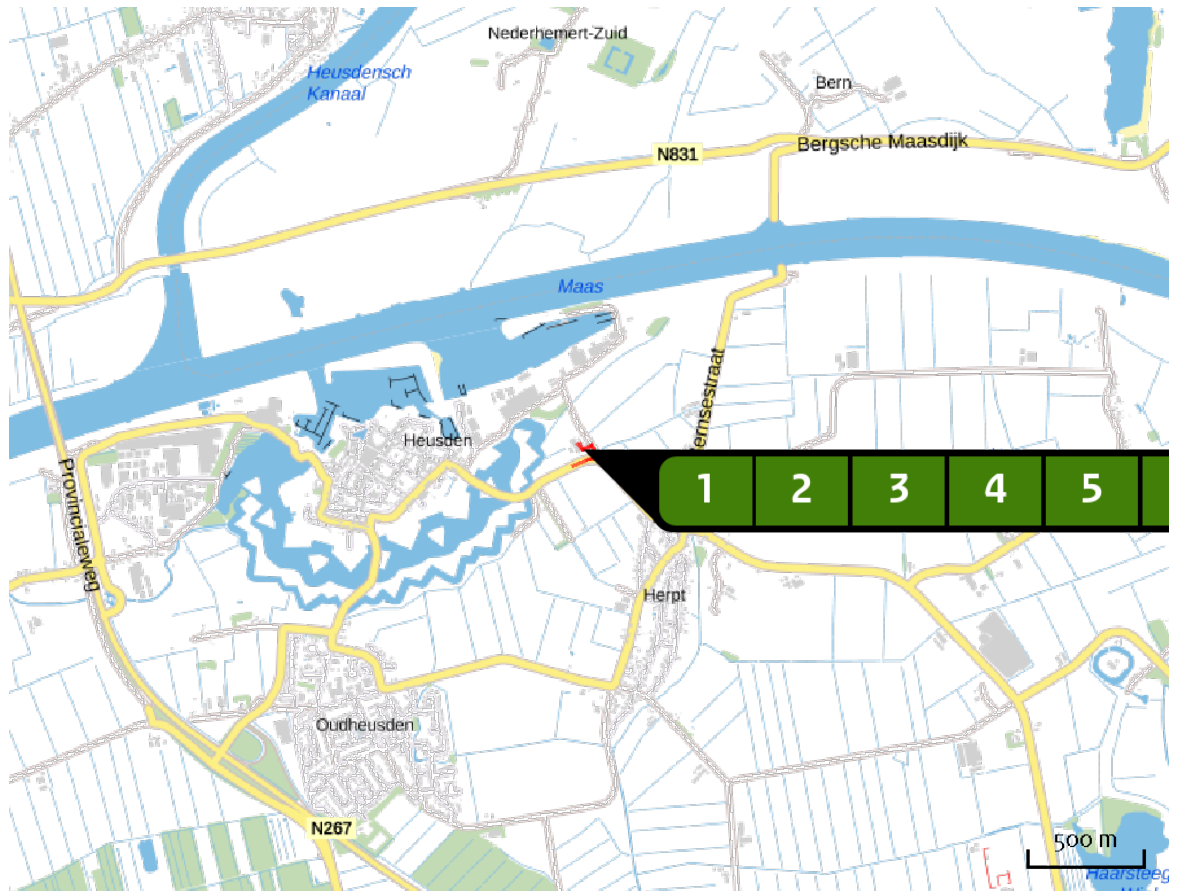 Nederhemert-Zuid
Heusdensch
Kanaal
Bern
N831
Bergsche Maasdijk
Maas
Heusden
1
2
3
4
5
Provincialeweg
Herpt
Oudheusden
N267
500 m